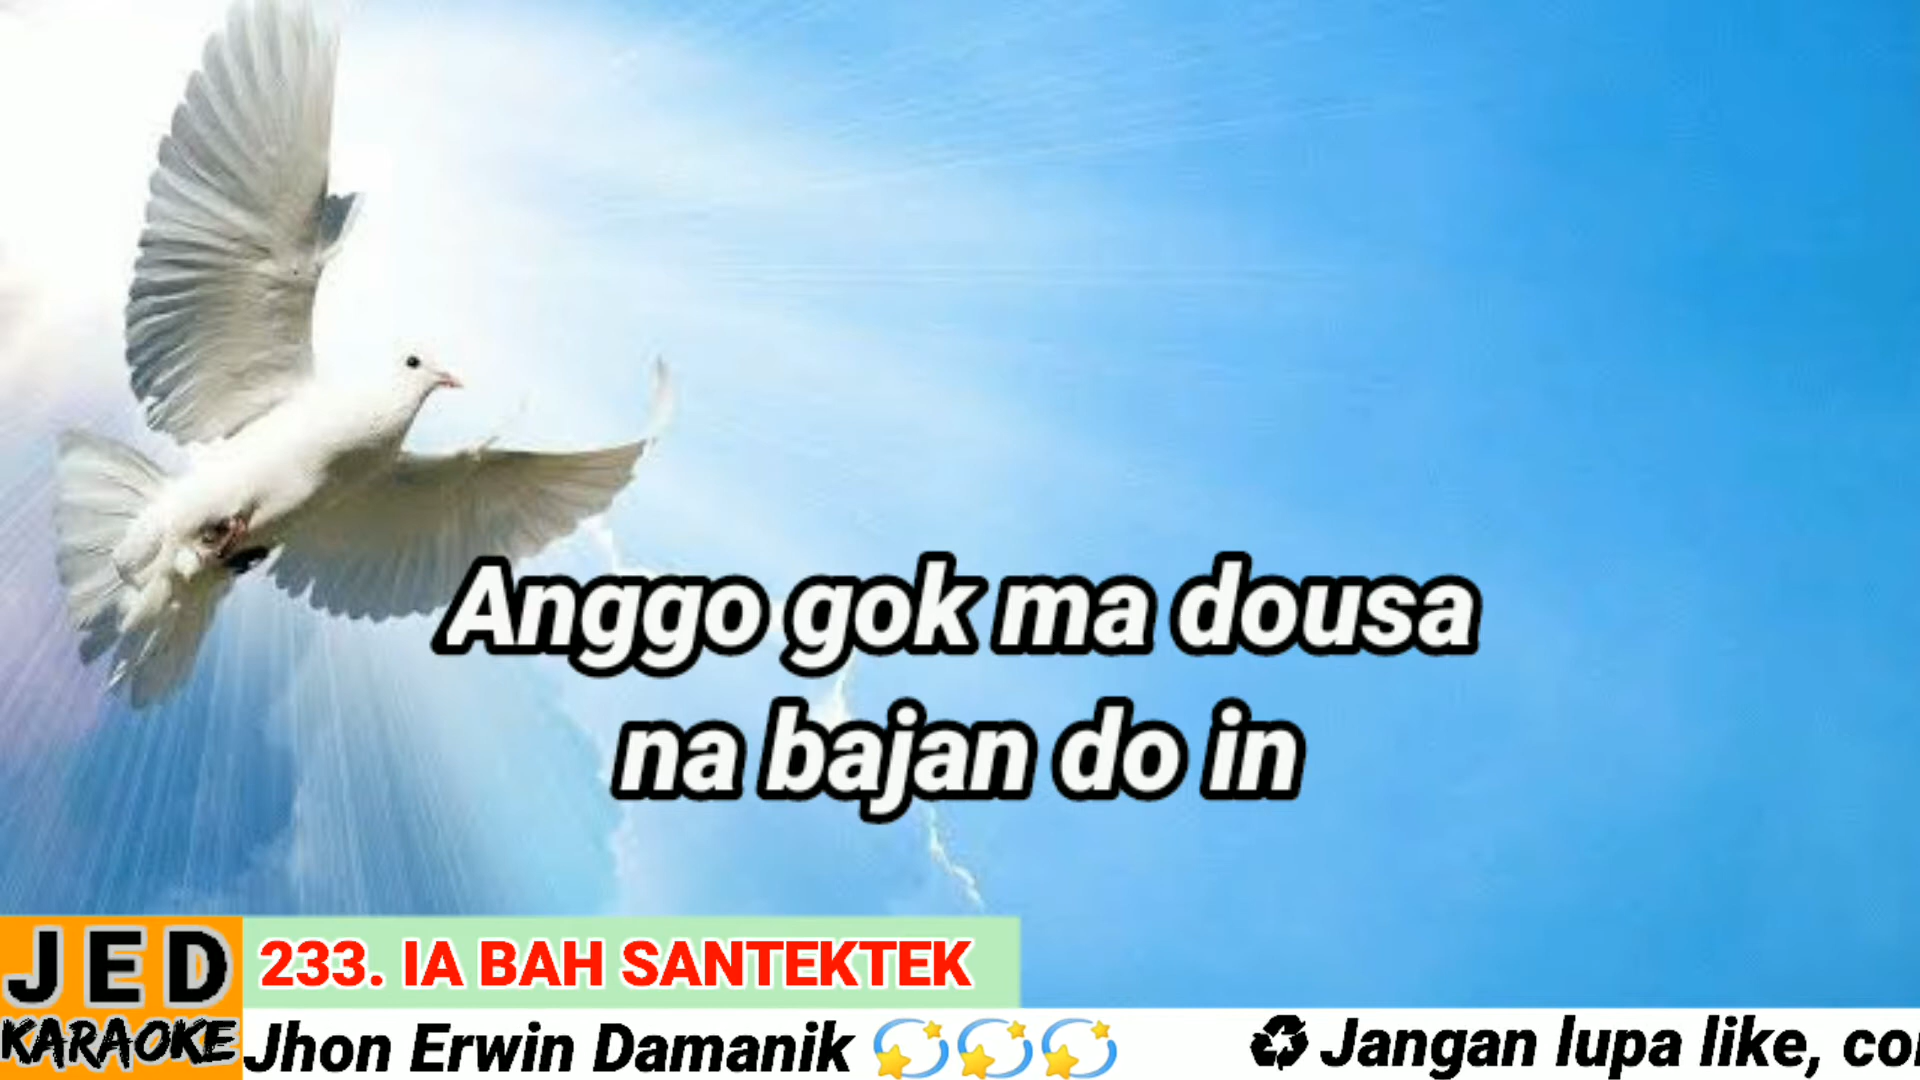 Anggo gok ma dousa
na bajan do in
JED
KARAOKE
233. IA BAH SANTEKTEK
Jhon Erwin Damanik 💫💫💫 ♻ Jangan lupa like,